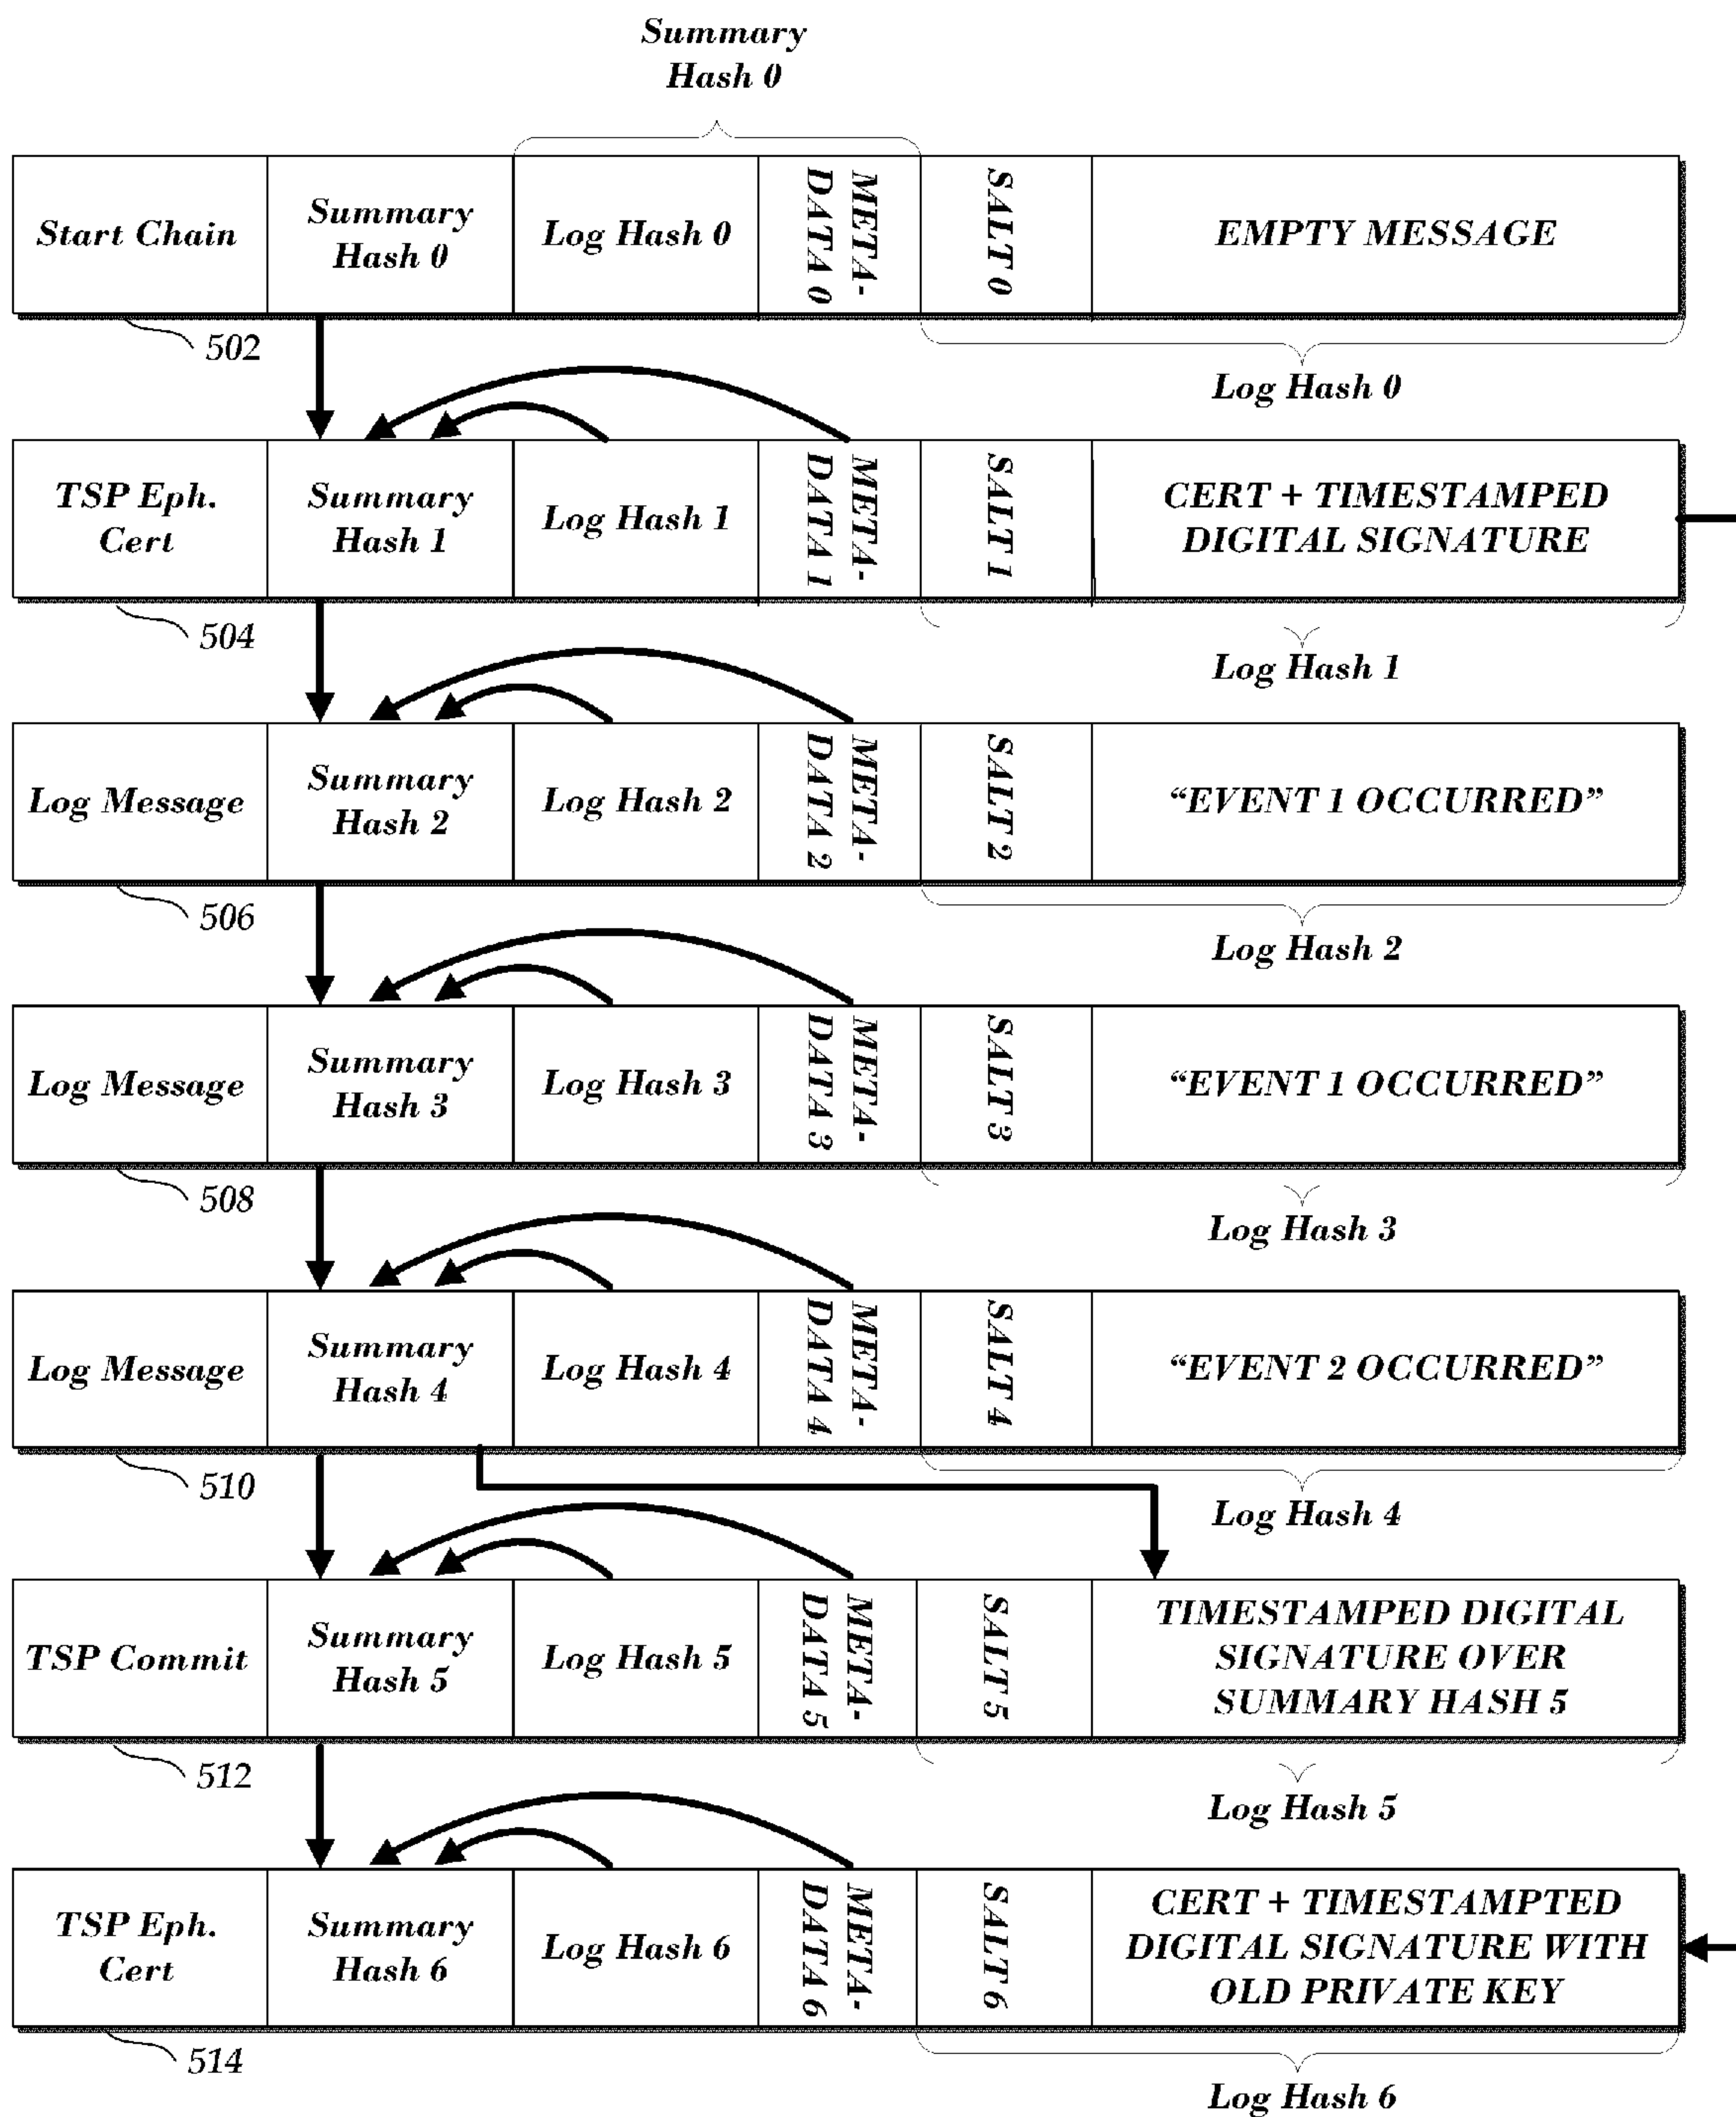 Summary
Hash 0
Start Chain
Summary
Hash 0
Log Hash 0
META-
DATA 0
SALT 0
EMPTY MESSAGE
502
Log Hash 0
TSP Eph.
Cert
Summary
Hash 1
Log Hash 1
META-
DATA 1
SALT 1
CERT + TIMESTAMPED
DIGITAL SIGNATURE
504
Log Hash 1
Log Message
Summary
Hash 2
Log Hash 2
META-
DATA 2
SALT 2
“EVENT 1 OCCURRED”
506
Log Hash 2
Log Message
Summary
Hash 3
Log Hash 3
META-
DATA 3
SALT 3
“EVENT 1 OCCURRED”
508
Log Hash 3
Log Message
Summary
Hash 4
Log Hash 4
META-
DATA 4
SALT 4
“EVENT 2 OCCURRED”
510
Log Hash 4
TSP Commit
Summary
Hash 5
Log Hash 5
META-
DATA 5
SALT 5
TIMESTAMPED DIGITAL
SIGNATURE OVER
SUMMARY HASH 5
512
Log Hash 5
TSP Eph.
Cert
Summary
Hash 6
Log Hash 6
META-
DATA 6
SALT 6
CERT + TIMESTAMPTED
DIGITAL SIGNATURE WITH
OLD PRIVATE KEY
514
Log Hash 6